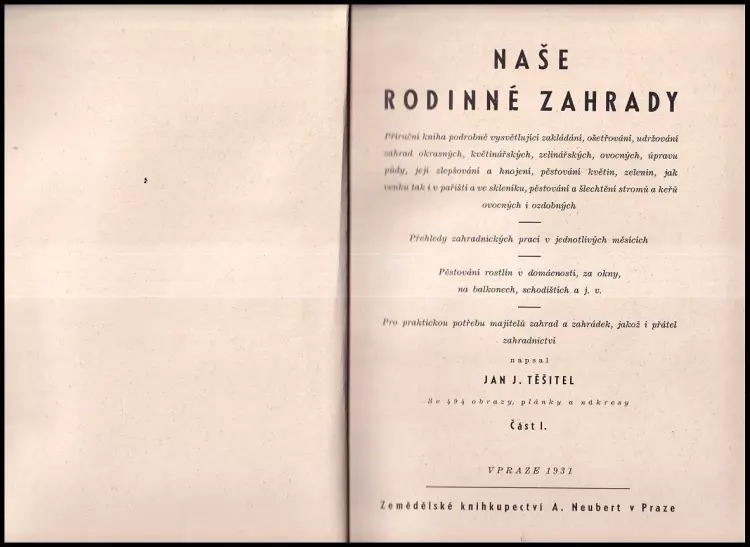 NAŠE
RODINNÉ ZAHRADY
Příruční kniha podrobně vysvětlující zakládání, ošetřování, udržování
zahrad okrasných, květinářských, zelinářských, ovocných, úpravu
půdy, její zlepšování a hnojení, pěstování květin, zelenin, jak
venku tak i v pařišti a ve skleníku, pěstování a šlechtění stromů a keřů
ovocných i ozdobných
Přehledy zahradnických prací v jednotlivých měsících
Pěstování rostlin v domácnosti, za okny,
na balkonech, schodištích a j. v.
Pro praktickou potřebu majitelů zahrad a zahrádek, jakož i přátel
zahradnictví
napsal
JAN J. TĚŠITEL
Se 494 obrazy, plánky a nákresy
Část I.
V PRAZE 1931
Zemědělské knihkupectví A. Neubert v Praze